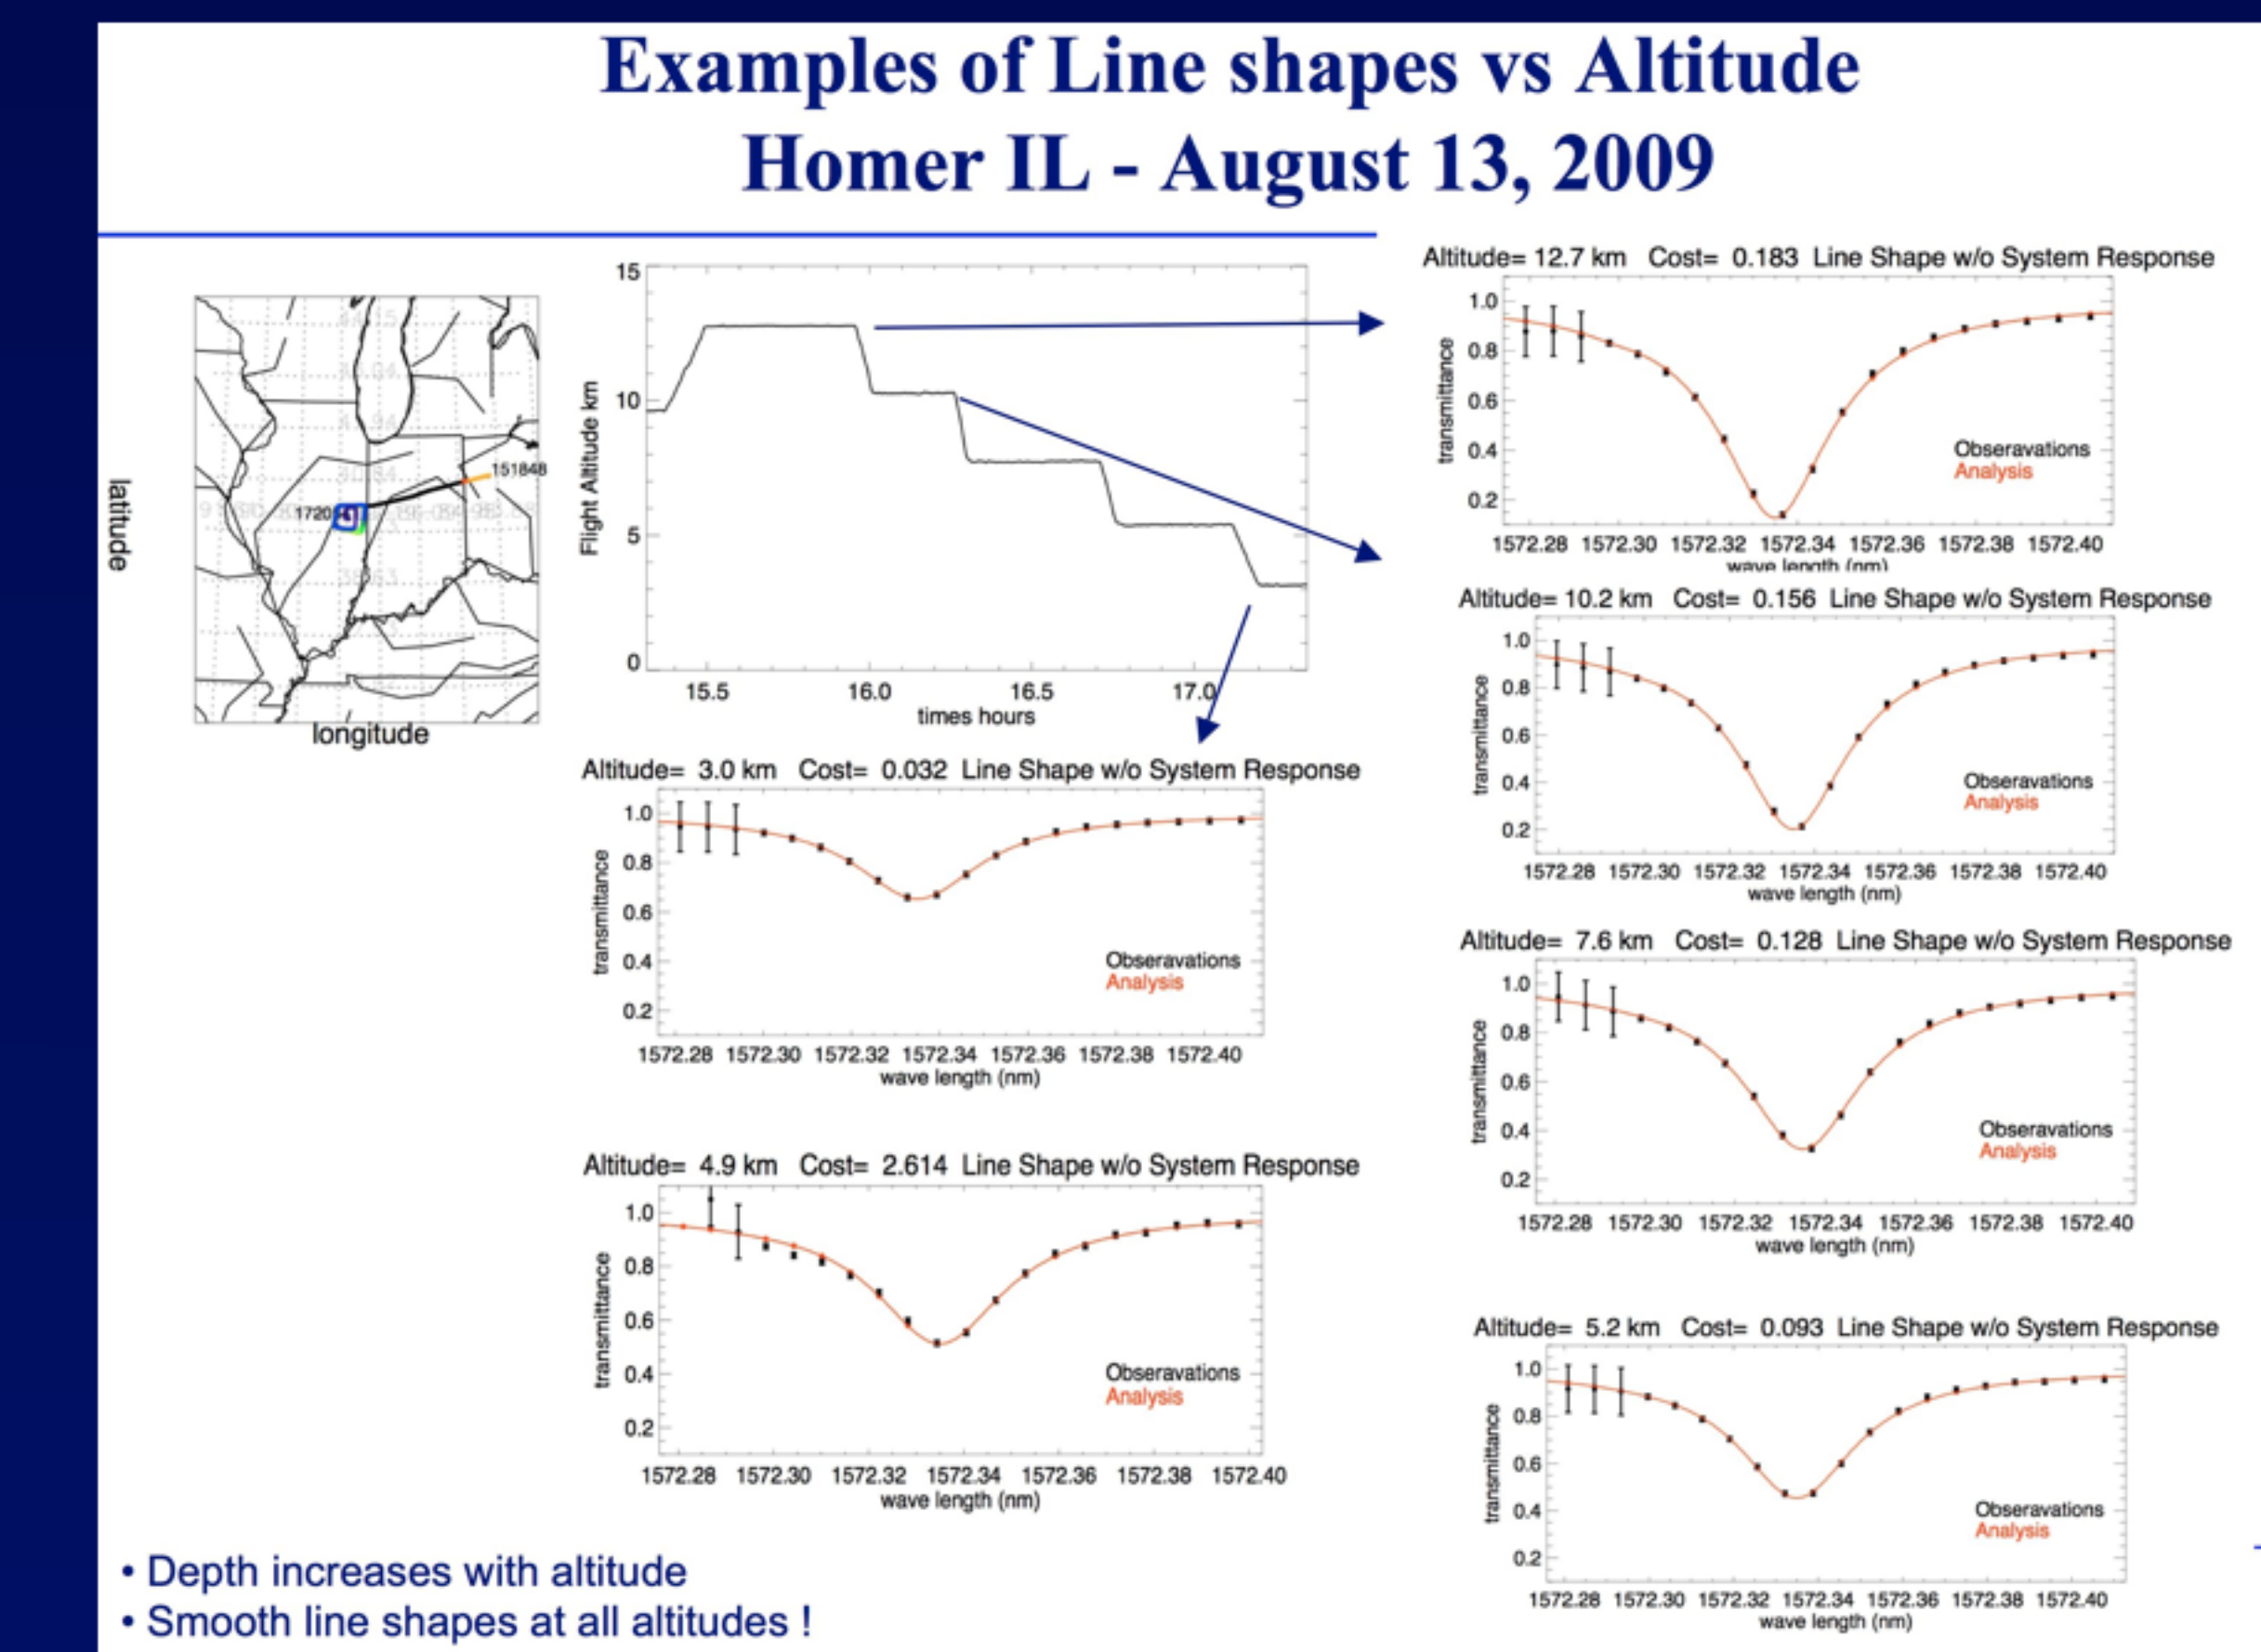 Examples of Line shapes vs Altitude
Homer IL - August 13, 2009
latitude
longitude
151848
1720
Flight Altitude km
15
10
5
0
15.5 16.0 16.5 17.0
times hours
Altitude= 12.7 km Cost= 0.183 Line Shape w/o System Response
transmittance
1.0
0.8
0.6
0.4
0.2
Obseravations
Analysis
1572.28 1572.30 1572.32 1572.34 1572.36 1572.38 1572.40
wave length (nm)
Altitude= 10.2 km Cost= 0.156 Line Shape w/o System Response
transmittance
1.0
0.8
0.6
0.4
0.2
Obseravations
Analysis
1572.28 1572.30 1572.32 1572.34 1572.36 1572.38 1572.40
wave length (nm)
Altitude= 3.0 km Cost= 0.032 Line Shape w/o System Response
transmittance
1.0
0.8
0.6
0.4
0.2
Obseravations
Analysis
1572.28 1572.30 1572.32 1572.34 1572.36 1572.38 1572.40
wave length (nm)
Altitude= 7.6 km Cost= 0.128 Line Shape w/o System Response
transmittance
1.0
0.8
0.6
0.4
0.2
Obseravations
Analysis
1572.28 1572.30 1572.32 1572.34 1572.36 1572.38 1572.40
wave length (nm)
Altitude= 4.9 km Cost= 2.614 Line Shape w/o System Response
transmittance
1.0
0.8
0.6
0.4
0.2
Obseravations
Analysis
1572.28 1572.30 1572.32 1572.34 1572.36 1572.38 1572.40
wave length (nm)
Altitude= 5.2 km Cost= 0.093 Line Shape w/o System Response
transmittance
1.0
0.8
0.6
0.4
0.2
Obseravations
Analysis
1572.28 1572.30 1572.32 1572.34 1572.36 1572.38 1572.40
wave length (nm)
• Depth increases with altitude
• Smooth line shapes at all altitudes !